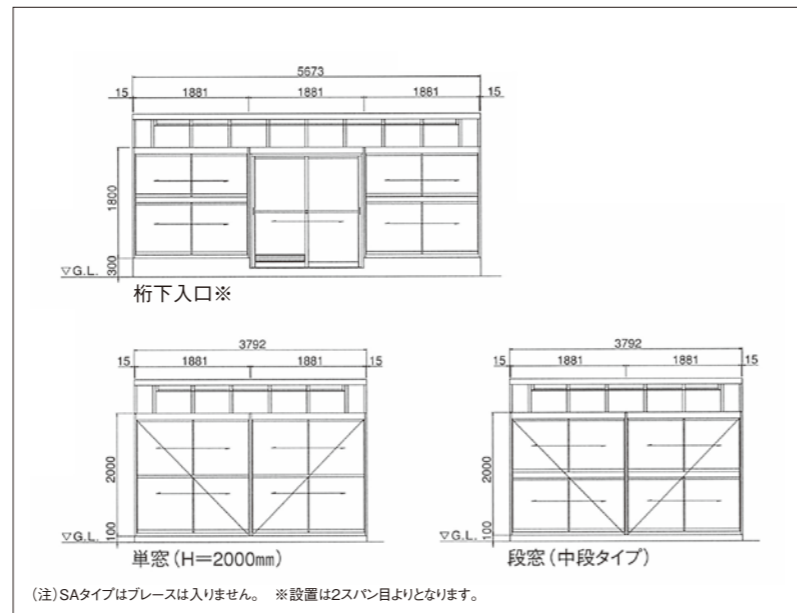 5673
15 1881 1881 1881 15
1800
300
▽G.L.
桁下入口※
3792
15 1881 1881 15
2000
100
▽G.L.
単窓(H=2000㎜)
3792
15 1881 1881 15
2000
100
▽G.L.
段窓(中段タイプ)
(注)SAタイプはブレースは入りません。 ※設置は2スパン目よりとなります。